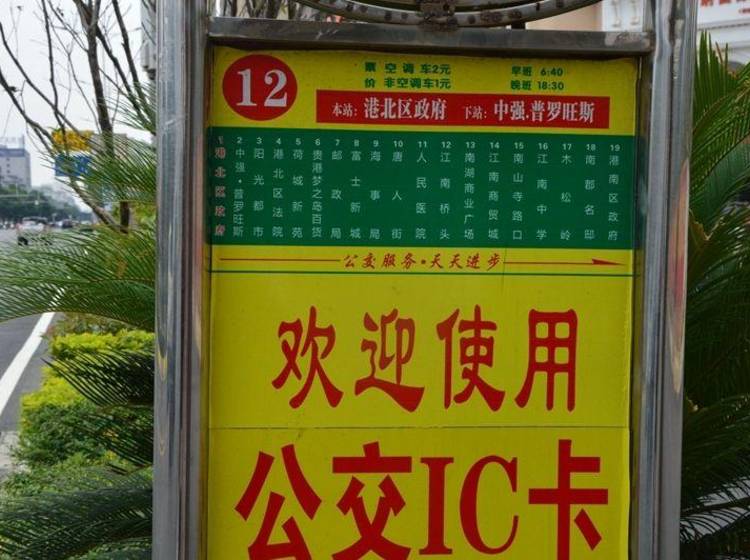 12
票 空 调 车2元 早班 6:40
价 非空调车1元 晚班 18:30
本站: 港北区政府 下站: 中强.普罗旺斯
1 港北区政府
2 中强·普罗旺斯
3 阳光都市
4 港北区法院
5 荷城新苑
6 贵港梦之岛百货
7 邮政局
8 富士新城
9 海事局
10 唐人街
11 人民医院
12 江南桥头
13 南湖商业广场
14 江南商贸城
15 南山寺路口
16 江南中学
17 木松岭
18 南郡名邸
19 港南区政府
公交服务·天天进步
欢迎使用
公交IC卡